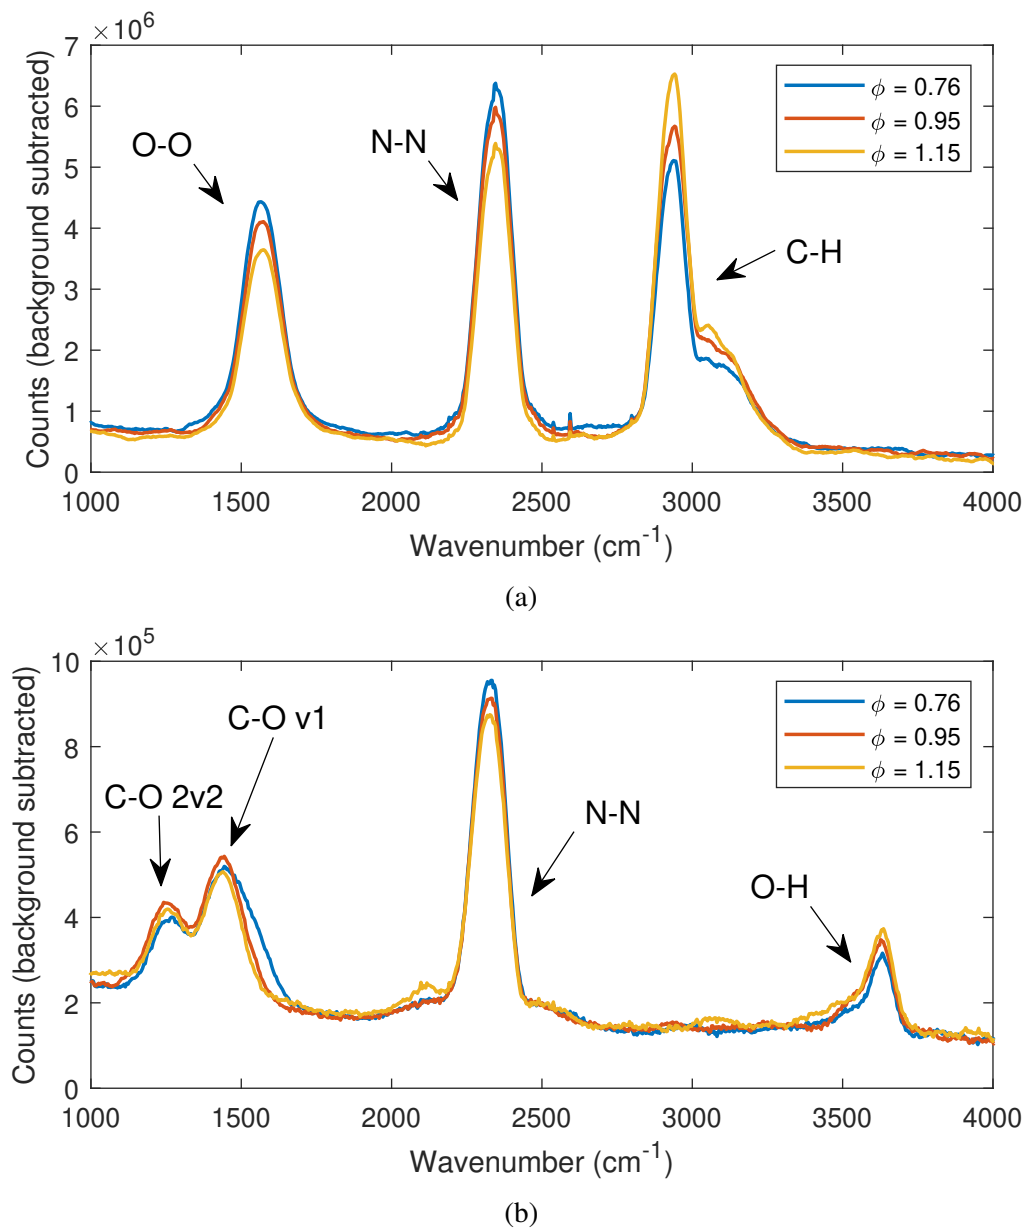 ×10⁶
Counts (background subtracted)
7
6
5
4
3
2
1
0
O-O
N-N
C-H
ϕ = 0.76
ϕ = 0.95
ϕ = 1.15
1000 1500 2000 2500 3000 3500 4000
Wavenumber (cm⁻¹)
(a)
×10⁵
Counts (background subtracted)
10
8
6
4
2
0
C-O v1
C-O 2v2
N-N
O-H
ϕ = 0.76
ϕ = 0.95
ϕ = 1.15
1000 1500 2000 2500 3000 3500 4000
Wavenumber (cm⁻¹)
(b)